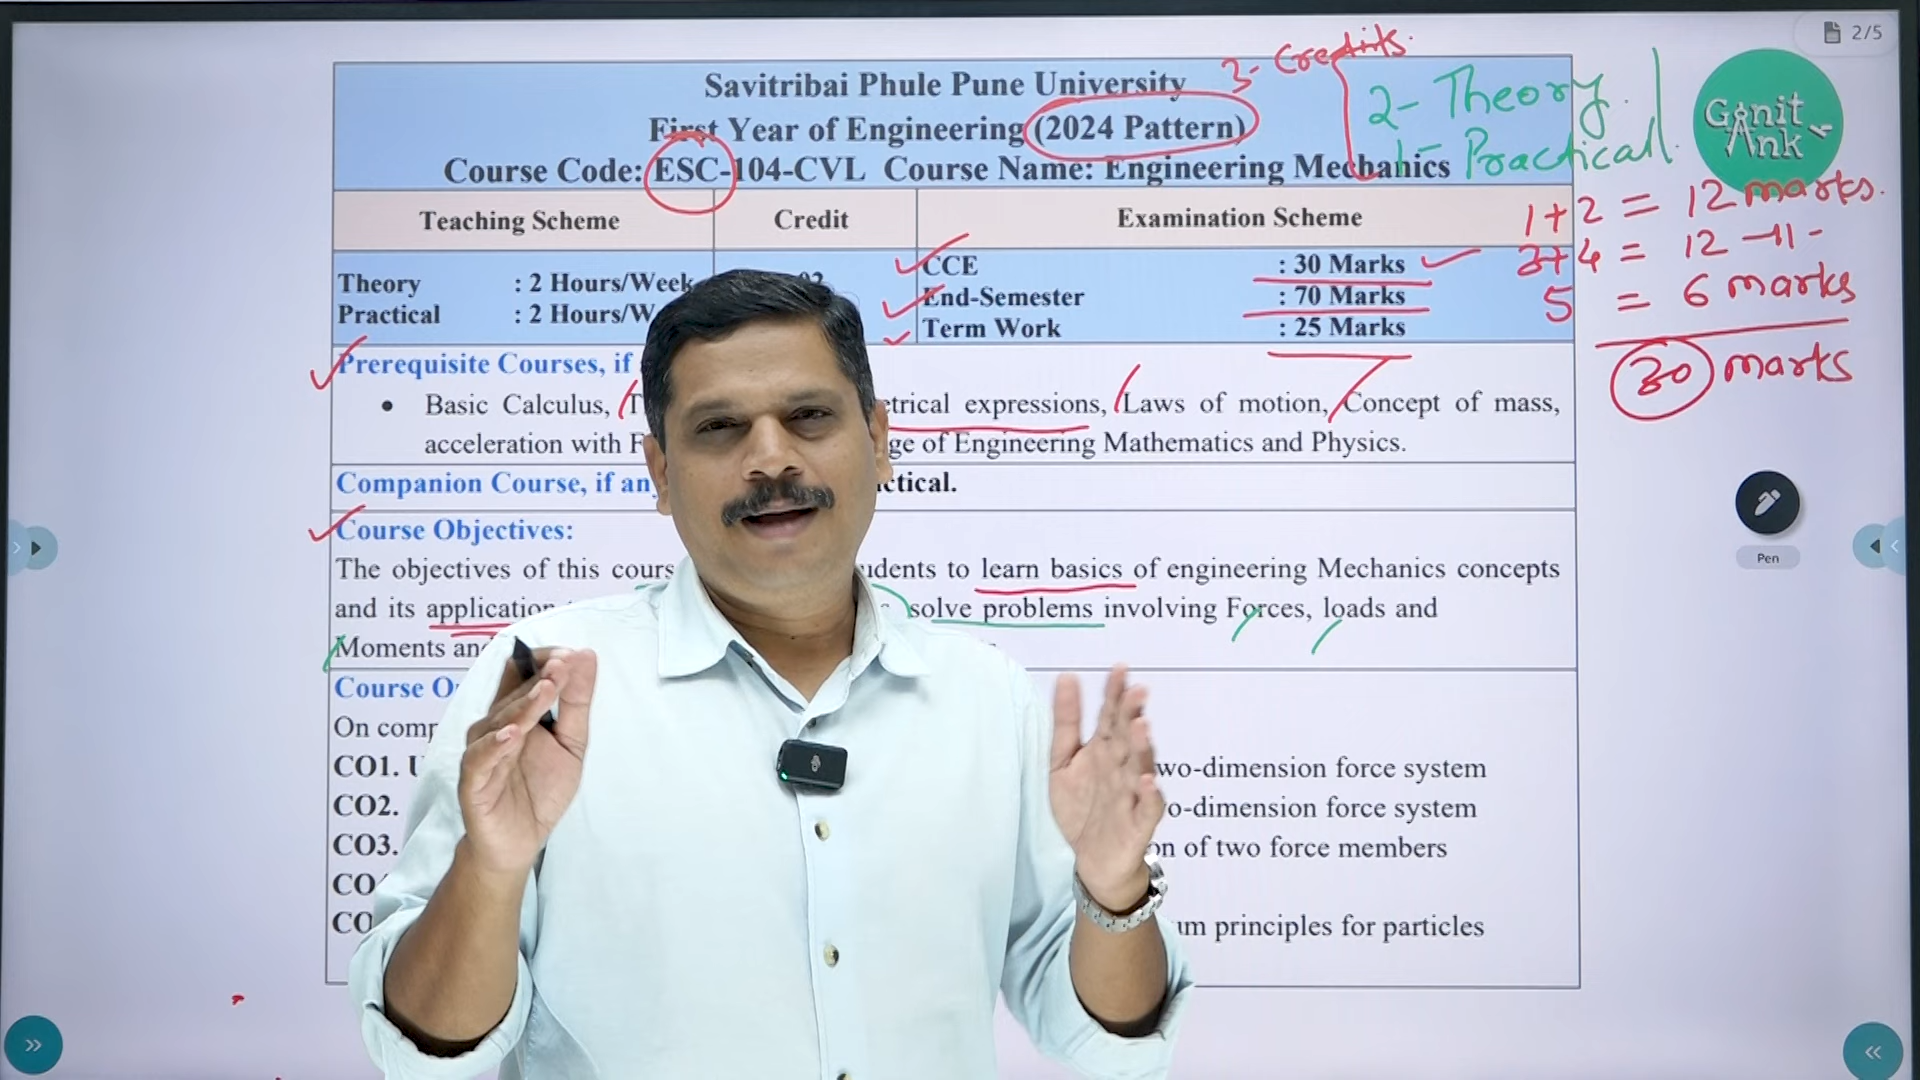 2/5
3- Credits.
2- Theory.
1- Practical.
Ganit
Ank
Savitribai Phule Pune University
First Year of Engineering (2024 Pattern)
Course Code: ESC-104-CVL Course Name: Engineering Mechanics
Teaching Scheme Credit Examination Scheme
Theory : 2 Hours/Week
Practical : 2 Hours/W
CCE : 30 Marks
End-Semester : 70 Marks
Term Work : 25 Marks
1+2 = 12 marks.
3+4 = 12 -11-
5 = 6 marks
30 marks
Prerequisite Courses, if
Basic Calculus, T etrical expressions, Laws of motion, Concept of mass,
acceleration with F ge of Engineering Mathematics and Physics.
Companion Course, if any ctical.
Course Objectives:
The objectives of this cours udents to learn basics of engineering Mechanics concepts
and its application solve problems involving Forces, loads and
Moments and
Course O
On comp
CO1. U wo-dimension force system
CO2. o-dimension force system
CO3. on of two force members
CO
CO um principles for particles
Pen